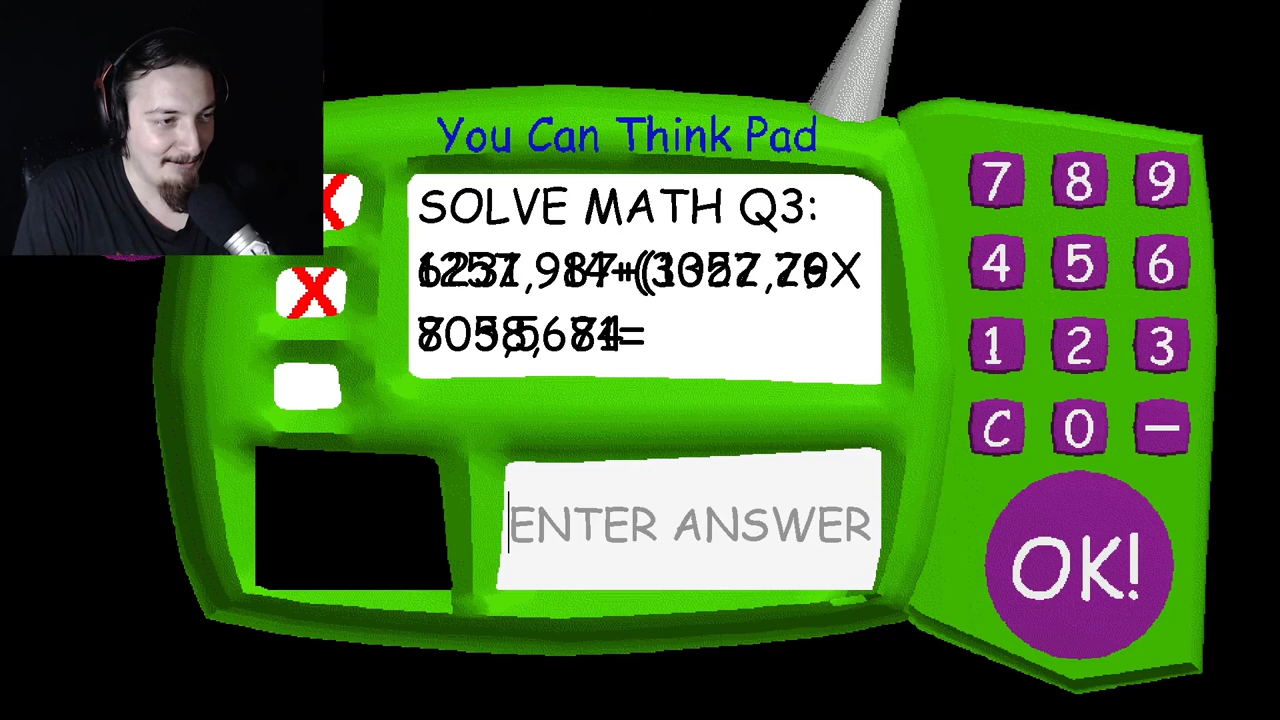 You Can Think Pad
SOLVE MATH Q3:
ENTER ANSWER
7 8 9
4 5 6
1 2 3
C 0 −
OK!